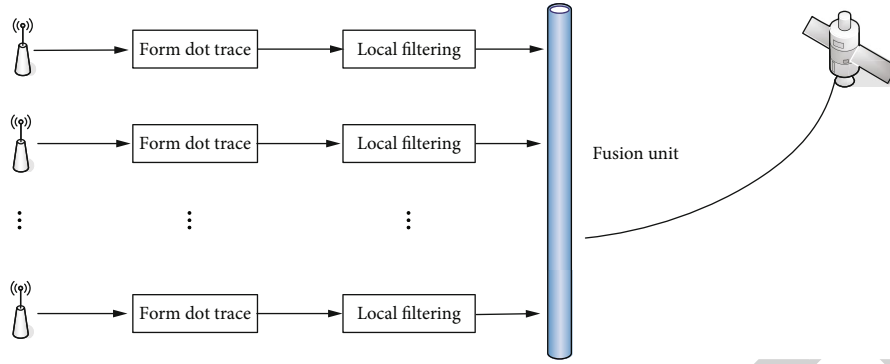 Form dot trace
Local filtering
Form dot trace
Local filtering
Fusion unit
Form dot trace
Local filtering